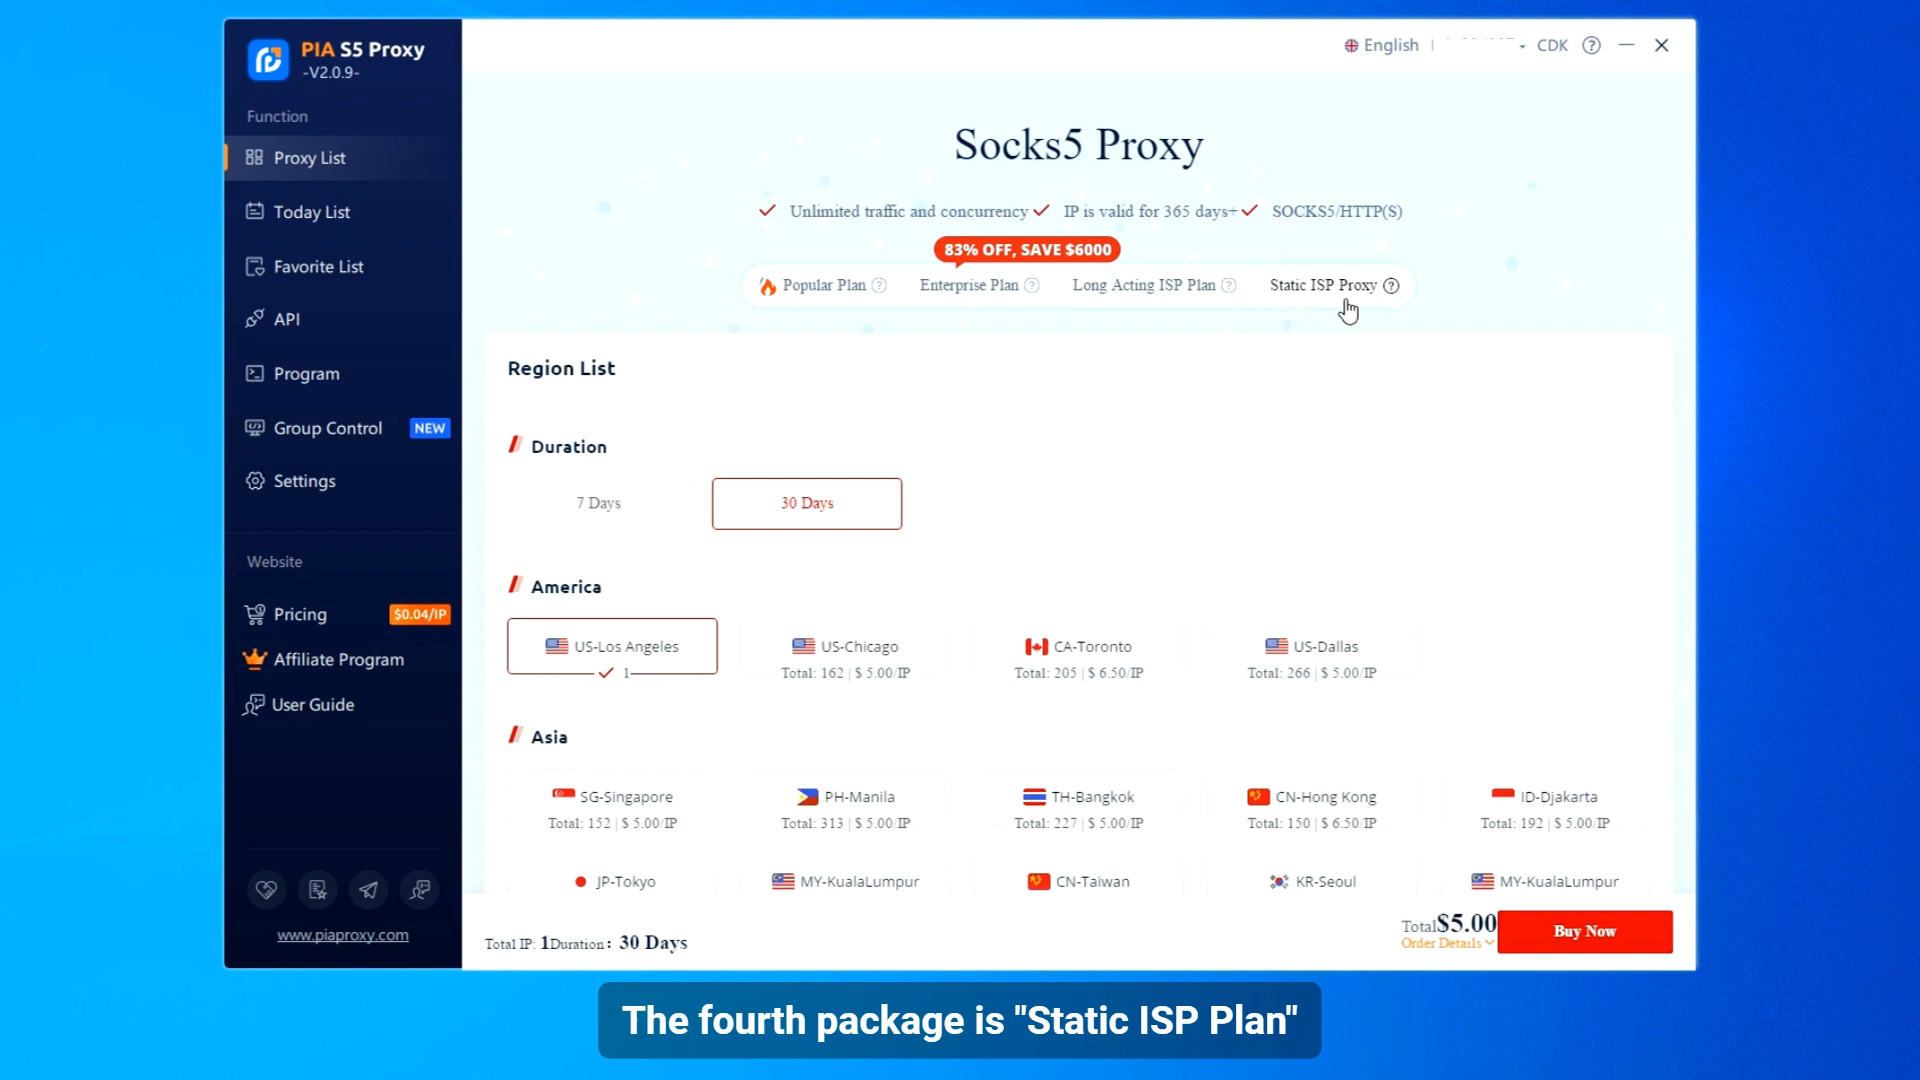 PIA S5 Proxy
-V2.0.9-
English
CDK
Function
Proxy List
Today List
Favorite List
API
Program
Group Control NEW
Settings
Website
Pricing $0.04/IP
Affiliate Program
User Guide
www.piaproxy.com
Socks5 Proxy
Unlimited traffic and concurrency IP is valid for 365 days+ SOCKS5/HTTP(S)
83% OFF, SAVE $6000
Popular Plan ? Enterprise Plan ? Long Acting ISP Plan ? Static ISP Proxy ?
Region List
Duration
7 Days 30 Days
America
US-Los Angeles US-Chicago CA-Toronto US-Dallas
1 Total: 162 | $ 5.00/IP Total: 205 | $ 6.50/IP Total: 266 | $ 5.00/IP
Asia
SG-Singapore PH-Manila TH-Bangkok CN-Hong Kong ID-Djakarta
Total: 152 | $ 5.00/IP Total: 313 | $ 5.00/IP Total: 227 | $ 5.00/IP Total: 150 | $ 6.50/IP Total: 192 | $ 5.00/IP
JP-Tokyo MY-KualaLumpur CN-Taiwan KR-Seoul MY-KualaLumpur
Total IP: 1 Duration: 30 Days
Total $5.00
Order Details
Buy Now
The fourth package is "Static ISP Plan"